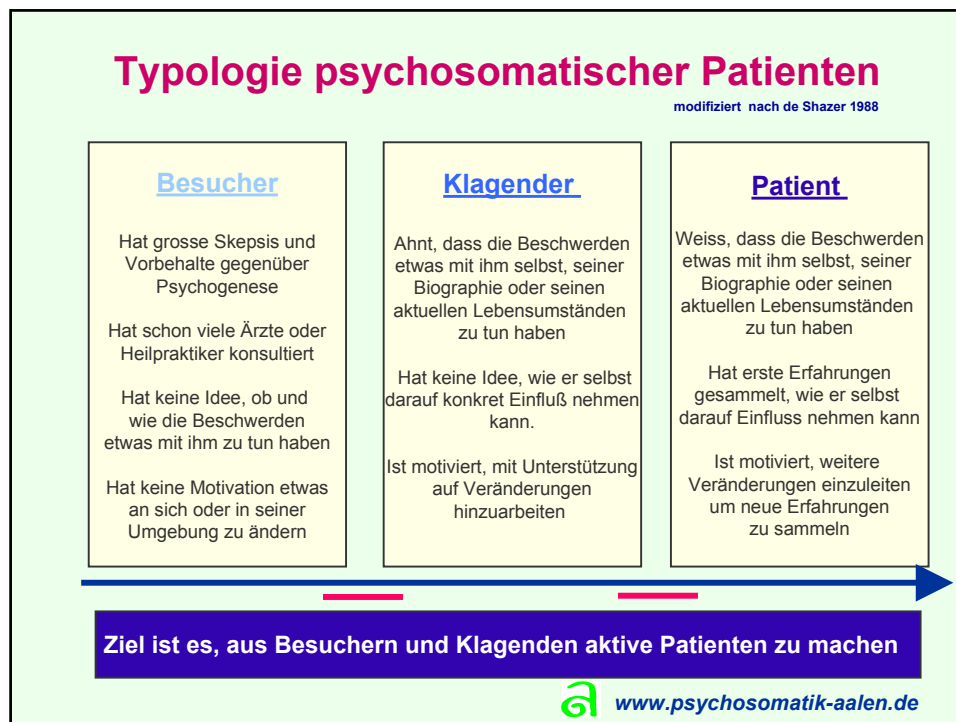 Typologie psychosomatischer Patienten
modifiziert nach de Shazer 1988
Besucher
Hat grosse Skepsis und
Vorbehalte gegenüber
Psychogenese
Hat schon viele Ärzte oder
Heilpraktiker konsultiert
Hat keine Idee, ob und
wie die Beschwerden
etwas mit ihm zu tun haben
Hat keine Motivation etwas
an sich oder in seiner
Umgebung zu ändern
Klagender
Ahnt, dass die Beschwerden
etwas mit ihm selbst, seiner
Biographie oder seinen
aktuellen Lebensumständen
zu tun haben
Hat keine Idee, wie er selbst
darauf konkret Einfluß nehmen
kann.
Ist motiviert, mit Unterstützung
auf Veränderungen
hinzuarbeiten
Patient
Weiss, dass die Beschwerden
etwas mit ihm selbst, seiner
Biographie oder seinen
aktuellen Lebensumständen
zu tun haben
Hat erste Erfahrungen
gesammelt, wie er selbst
darauf Einfluss nehmen kann
Ist motiviert, weitere
Veränderungen einzuleiten
um neue Erfahrungen
zu sammeln
Ziel ist es, aus Besuchern und Klagenden aktive Patienten zu machen
a www.psychosomatik-aalen.de